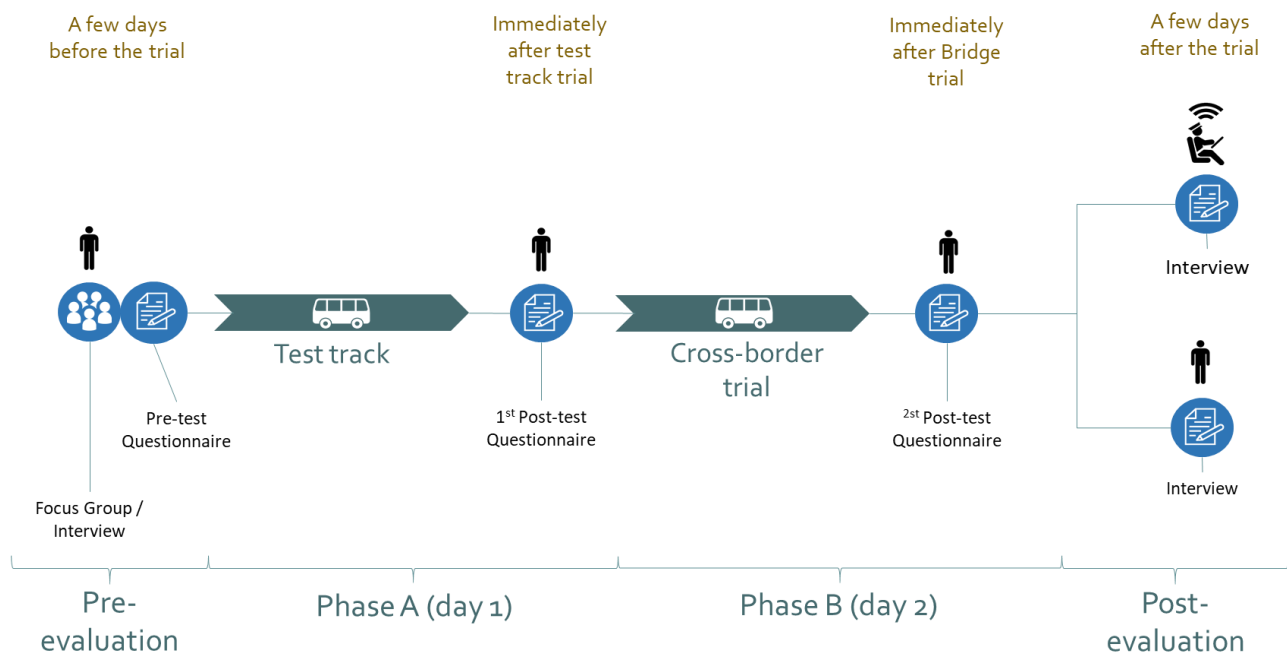 A few days
before the trial
Immediately
after test
track trial
Immediately
after Bridge
trial
A few days
after the trial
Interview
Test track
Cross-border
trial
Pre-test
Questionnaire
1st Post-test
Questionnaire
2st Post-test
Questionnaire
Interview
Focus Group /
Interview
Pre-
evaluation
Phase A (day 1)
Phase B (day 2)
Post-
evaluation